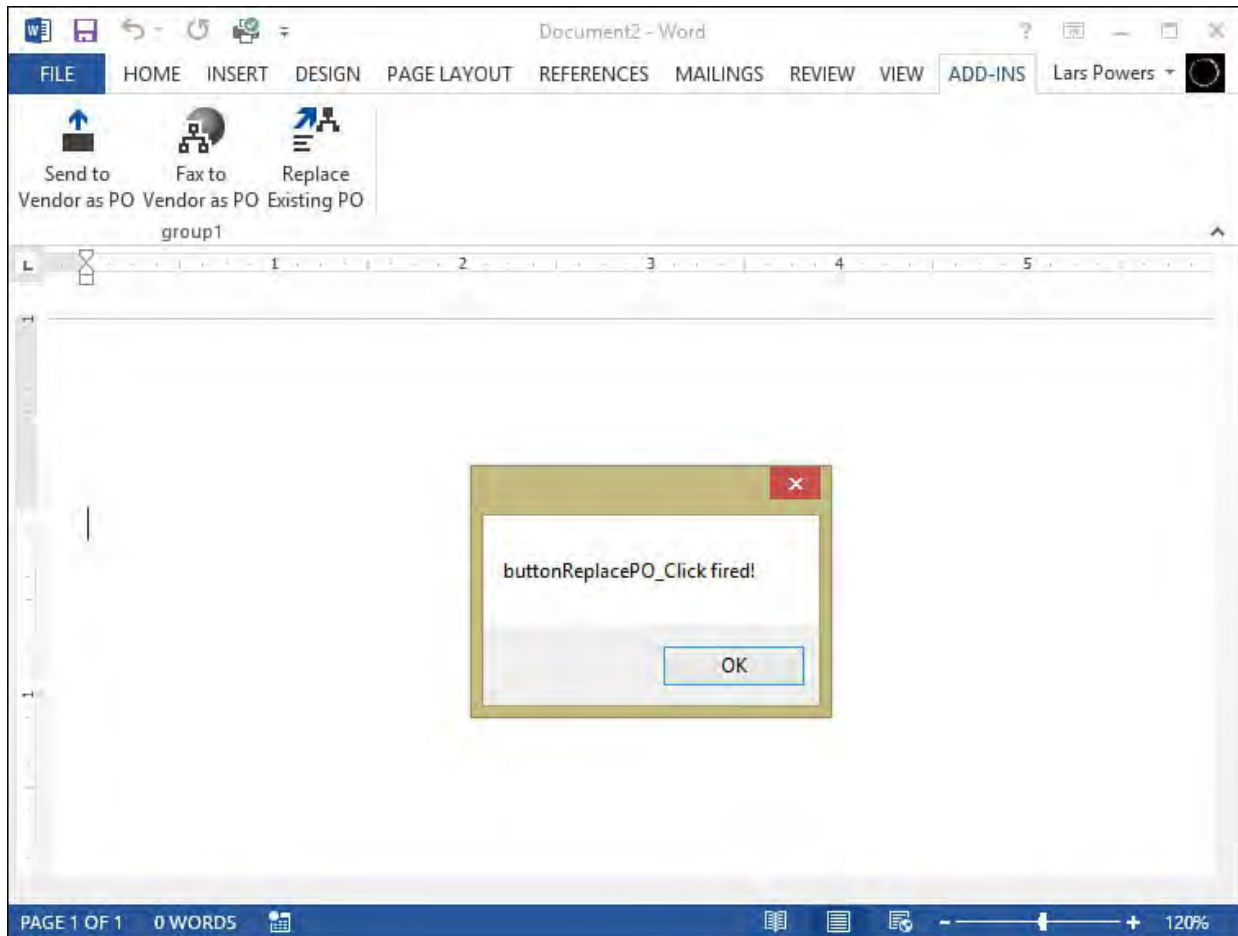 Document2 - Word
?
FILE HOME INSERT DESIGN PAGE LAYOUT REFERENCES MAILINGS REVIEW VIEW ADD-INS Lars Powers
Send to Vendor as PO
Fax to Vendor as PO
Replace Existing PO
group1
L
1 2 3 4 5
1
buttonReplacePO_Click fired!
OK
1
PAGE 1 OF 1 0 WORDS 120%